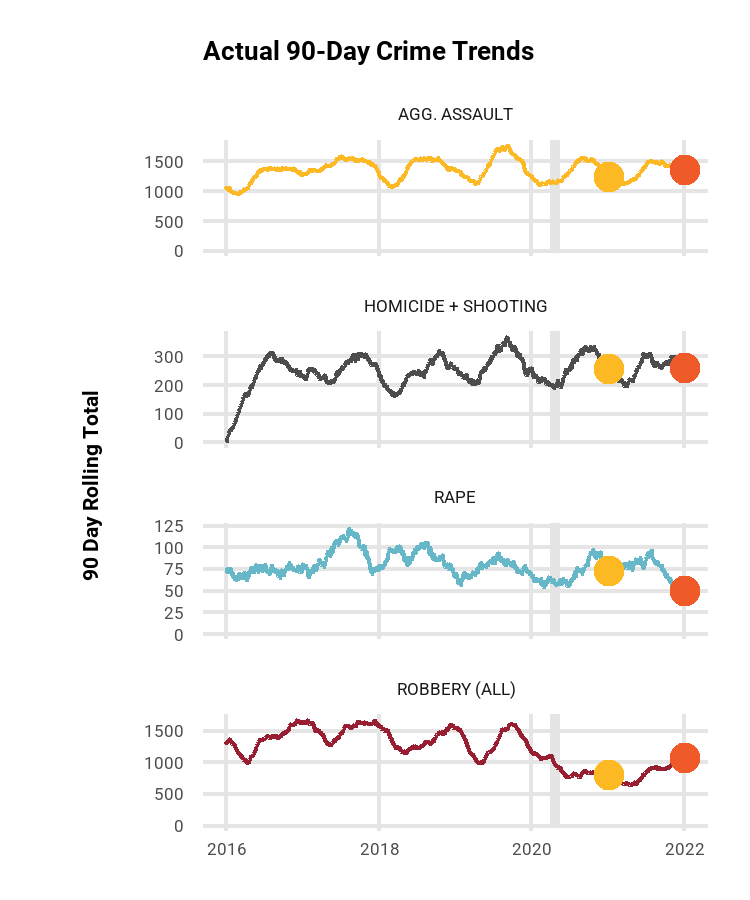 Actual 90-Day Crime Trends
AGG. ASSAULT
1500
1000
500
0
HOMICIDE + SHOOTING
300
200
100
0
90 Day Rolling Total
RAPE
125
100
75
50
25
0
ROBBERY (ALL)
1500
1000
500
0
2016 2018 2020 2022